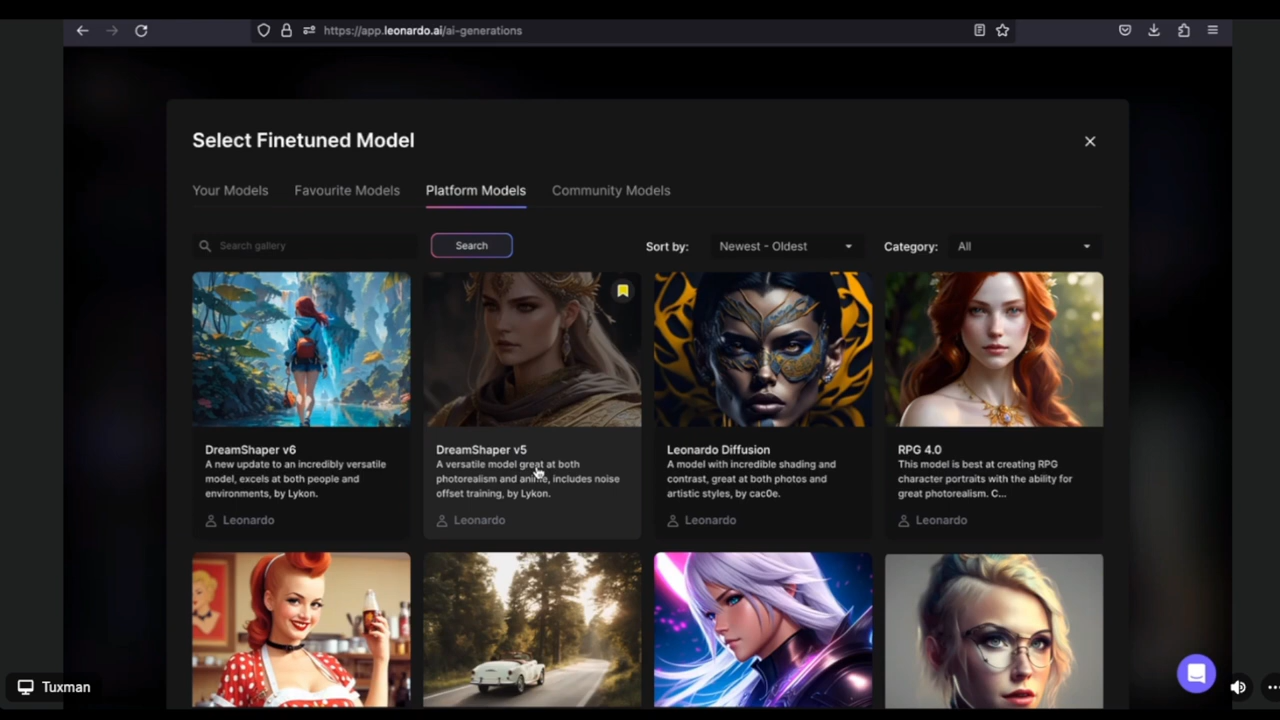 https://app.leonardo.ai/ai-generations
Select Finetuned Model
Your Models
Favourite Models
Platform Models
Community Models
Search gallery
Search
Sort by:
Newest - Oldest
Category:
All
DreamShaper v6
A new update to an incredibly versatile
model, excels at both people and
environments, by Lykon.
Leonardo
DreamShaper v5
A versatile model great at both
photorealism and anime, includes noise
offset training, by Lykon.
Leonardo
Leonardo Diffusion
A model with incredible shading and
contrast, great at both photos and
artistic styles, by cac0e.
Leonardo
RPG 4.0
This model is best at creating RPG
character portraits with the ability for
great photorealism. C...
Leonardo
Tuxman